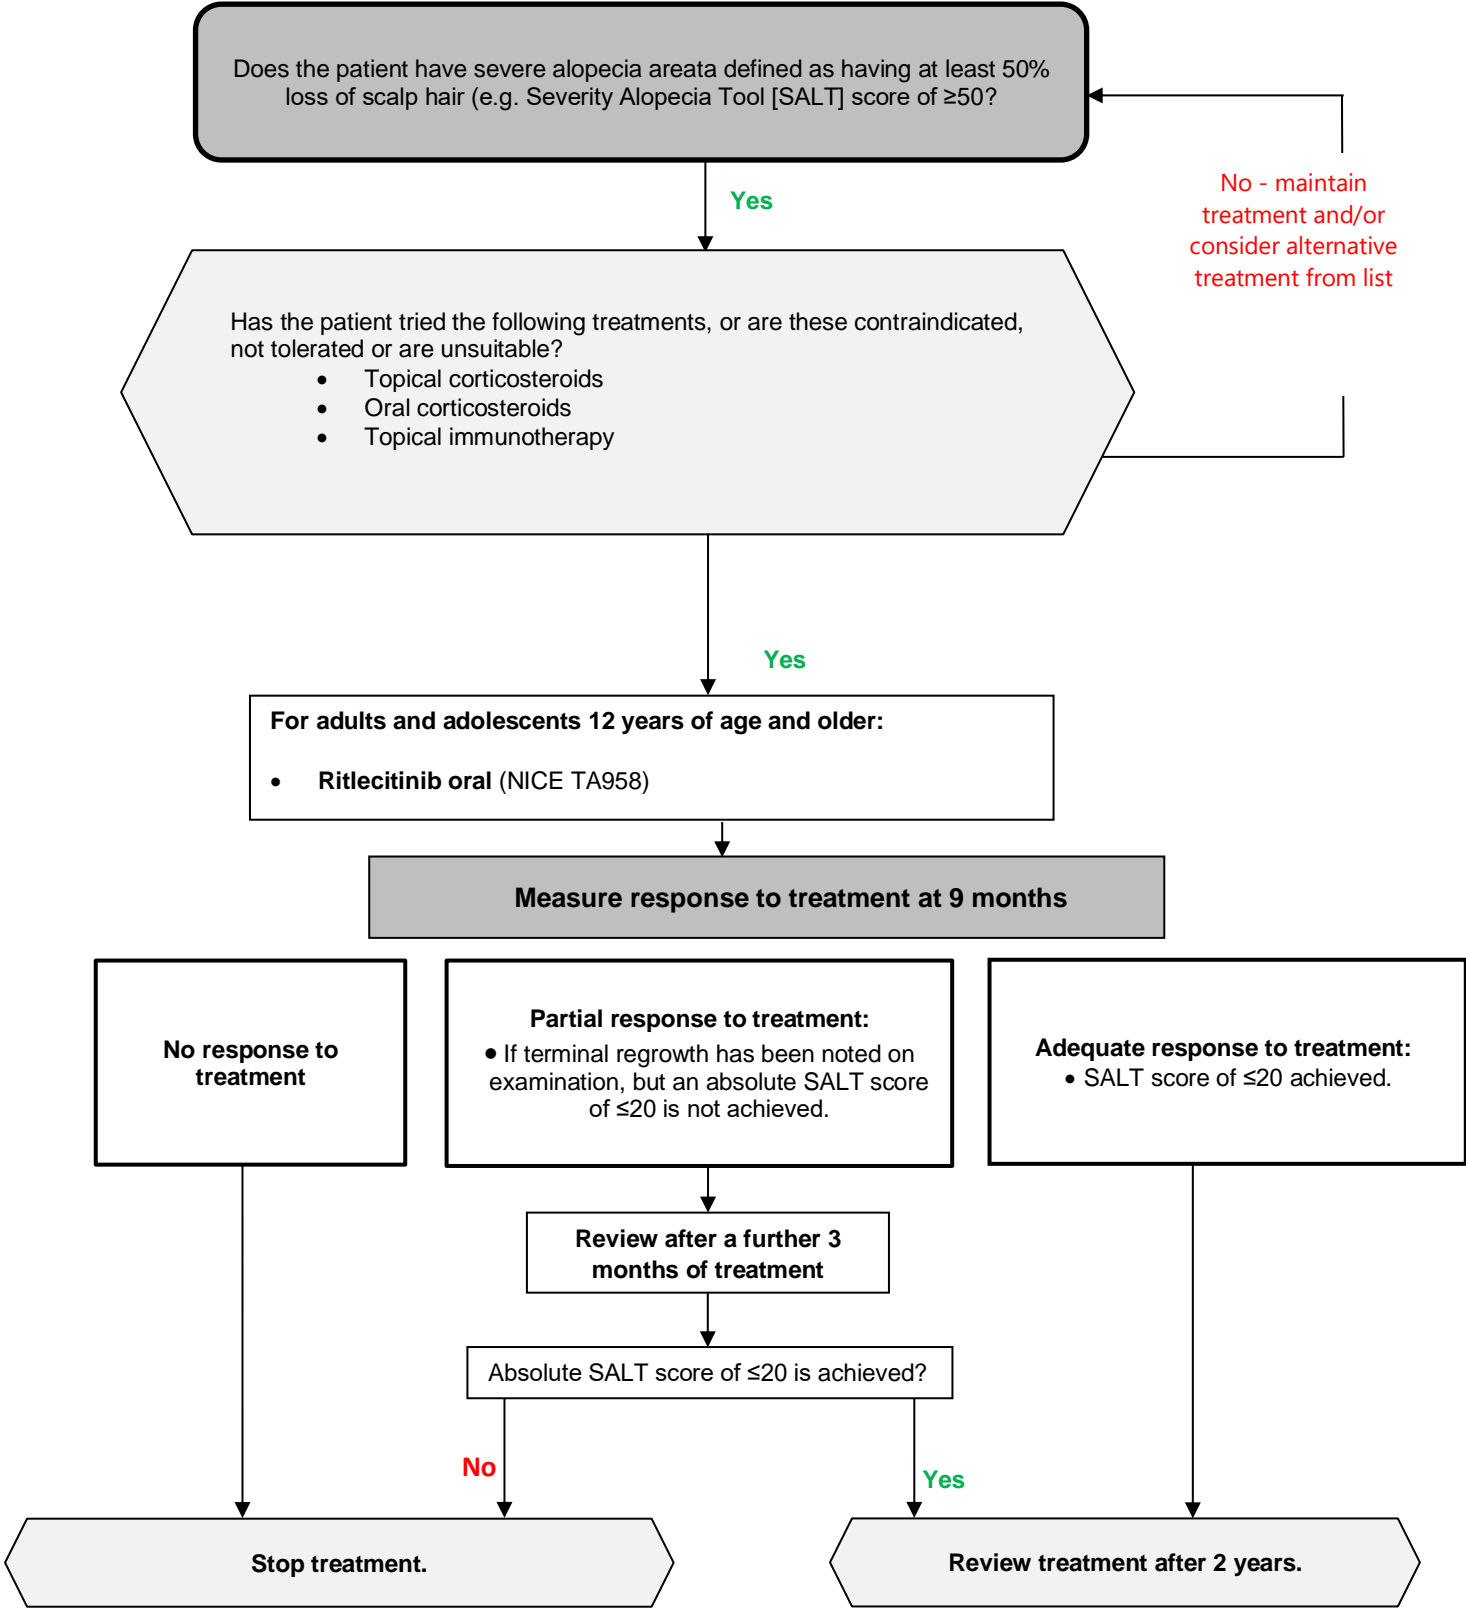 Does the patient have severe alopecia areata defined as having at least 50%
loss of scalp hair (e.g. Severity Alopecia Tool [SALT] score of ≥50?
Yes
No - maintain
treatment and/or
consider alternative
treatment from list
Has the patient tried the following treatments, or are these contraindicated,
not tolerated or are unsuitable?
• Topical corticosteroids
• Oral corticosteroids
• Topical immunotherapy
Yes
For adults and adolescents 12 years of age and older:
• Ritlecitinib oral (NICE TA958)
Measure response to treatment at 9 months
No response to
treatment
Partial response to treatment:
• If terminal regrowth has been noted on
examination, but an absolute SALT score
of ≤20 is not achieved.
Adequate response to treatment:
• SALT score of ≤20 achieved.
Review after a further 3
months of treatment
Absolute SALT score of ≤20 is achieved?
No
Yes
Stop treatment.
Review treatment after 2 years.